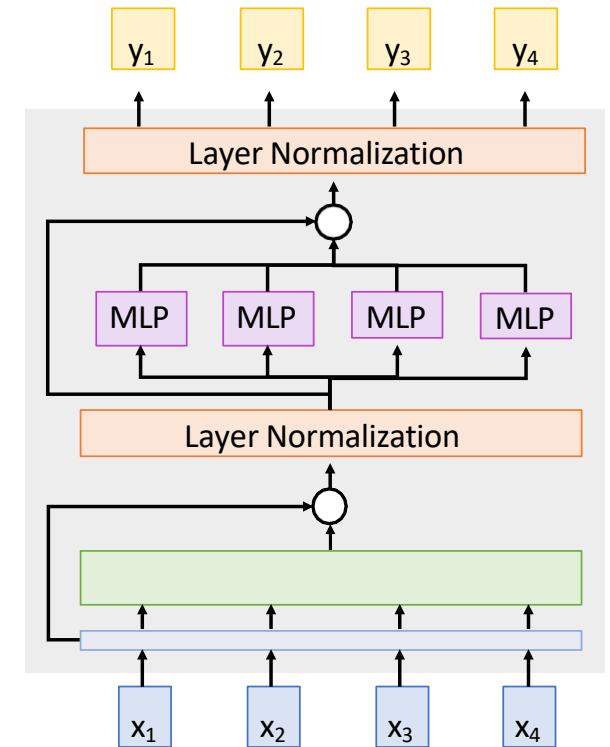 y₁ y₂ y₃ y₄
Layer Normalization
MLP MLP MLP MLP
Layer Normalization
x₁ x₂ x₃ x₄